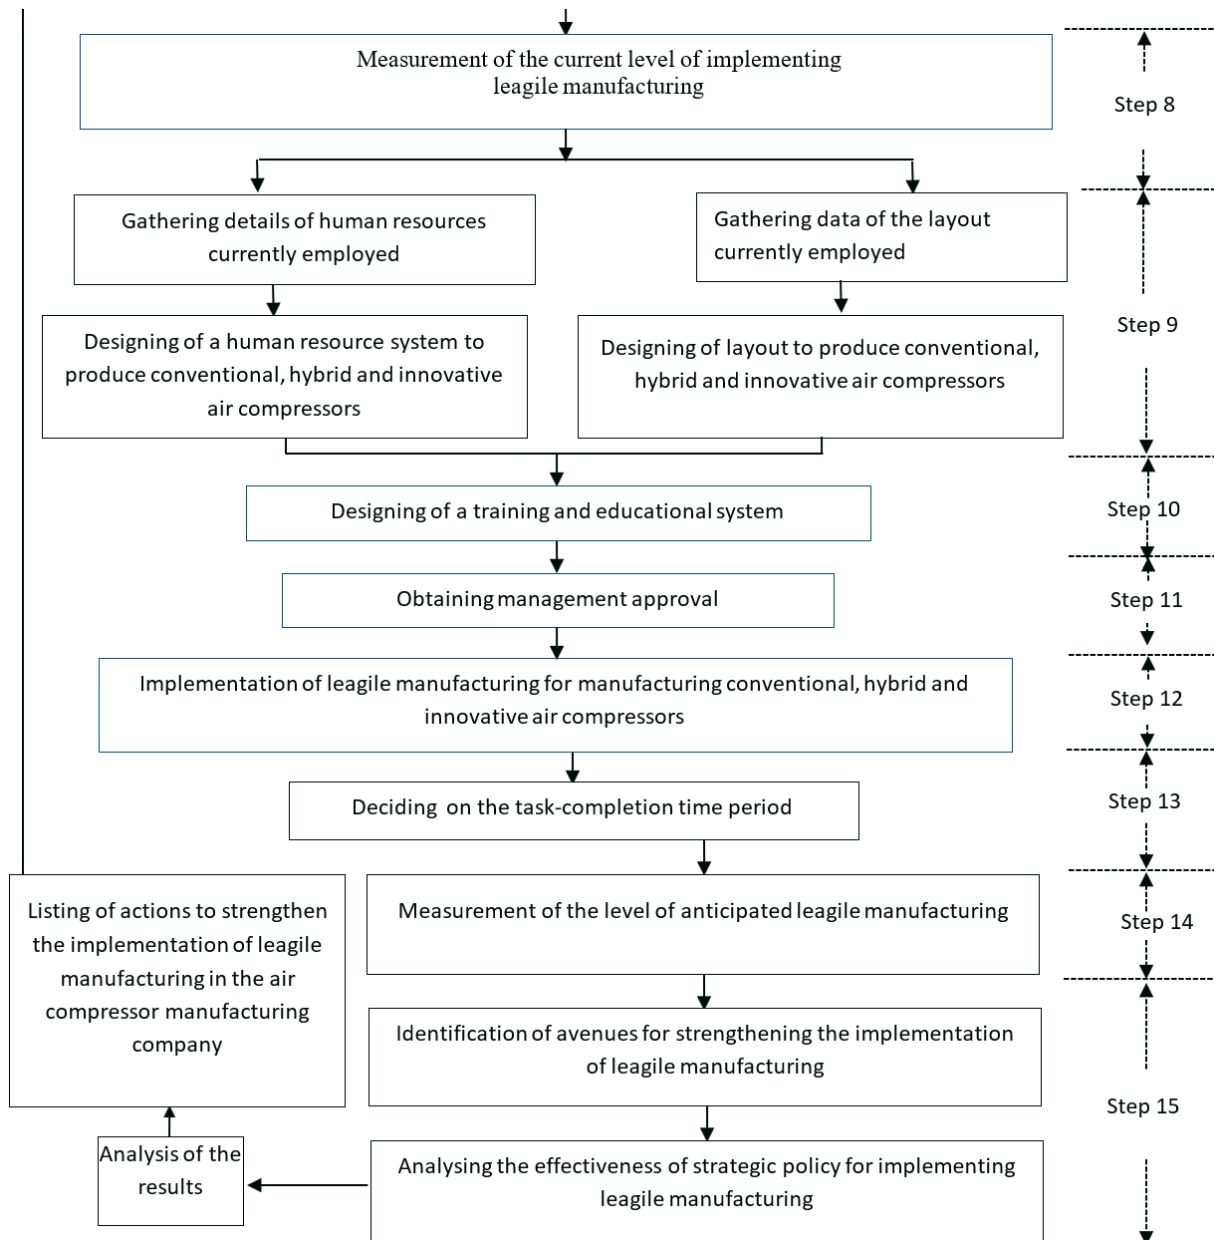 Measurement of the current level of implementing
leagile manufacturing
Step 8
Gathering details of human resources
currently employed
Gathering data of the layout
currently employed
Designing of a human resource system to
produce conventional, hybrid and innovative
air compressors
Designing of layout to produce conventional,
hybrid and innovative air compressors
Step 9
Designing of a training and educational system
Step 10
Obtaining management approval
Step 11
Implementation of leagile manufacturing for manufacturing conventional, hybrid and
innovative air compressors
Step 12
Deciding on the task-completion time period
Step 13
Measurement of the level of anticipated leagile manufacturing
Step 14
Listing of actions to strengthen
the implementation of leagile
manufacturing in the air
compressor manufacturing
company
Identification of avenues for strengthening the implementation
of leagile manufacturing
Step 15
Analysis of the
results
Analysing the effectiveness of strategic policy for implementing
leagile manufacturing